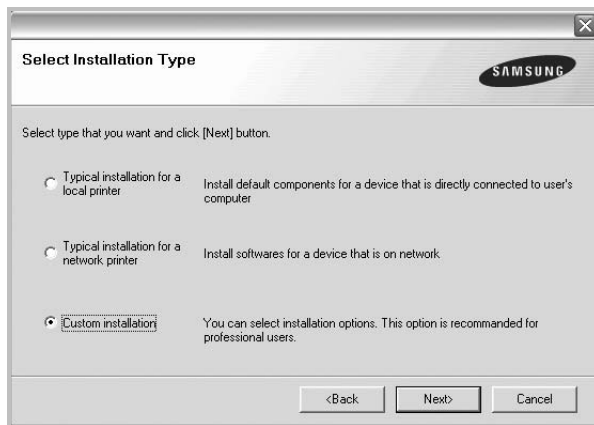 Select Installation Type
SAMSUNG
Select type that you want and click [Next] button.
Typical installation for a
local printer
Install default components for a device that is directly connected to user's
computer
Typical installation for a
network printer
Install softwares for a device that is on network
Custom installation
You can select installation options. This option is recommanded for
professional users.
<Back
Next>
Cancel